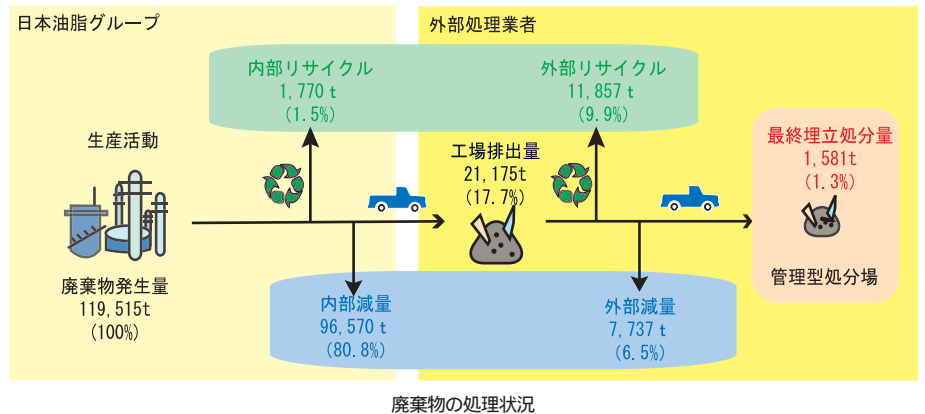 日本油脂グループ
外部処理業者
内部リサイクル
1,770 t
(1.5%)
外部リサイクル
11,857 t
(9.9%)
生産活動
廃棄物発生量
119,515t
(100%)
工場排出量
21,175t
(17.7%)
最終埋立処分量
1,581t
(1.3%)
管理型処分場
内部減量
96,570 t
(80.8%)
外部減量
7,737 t
(6.5%)
廃棄物の処理状況